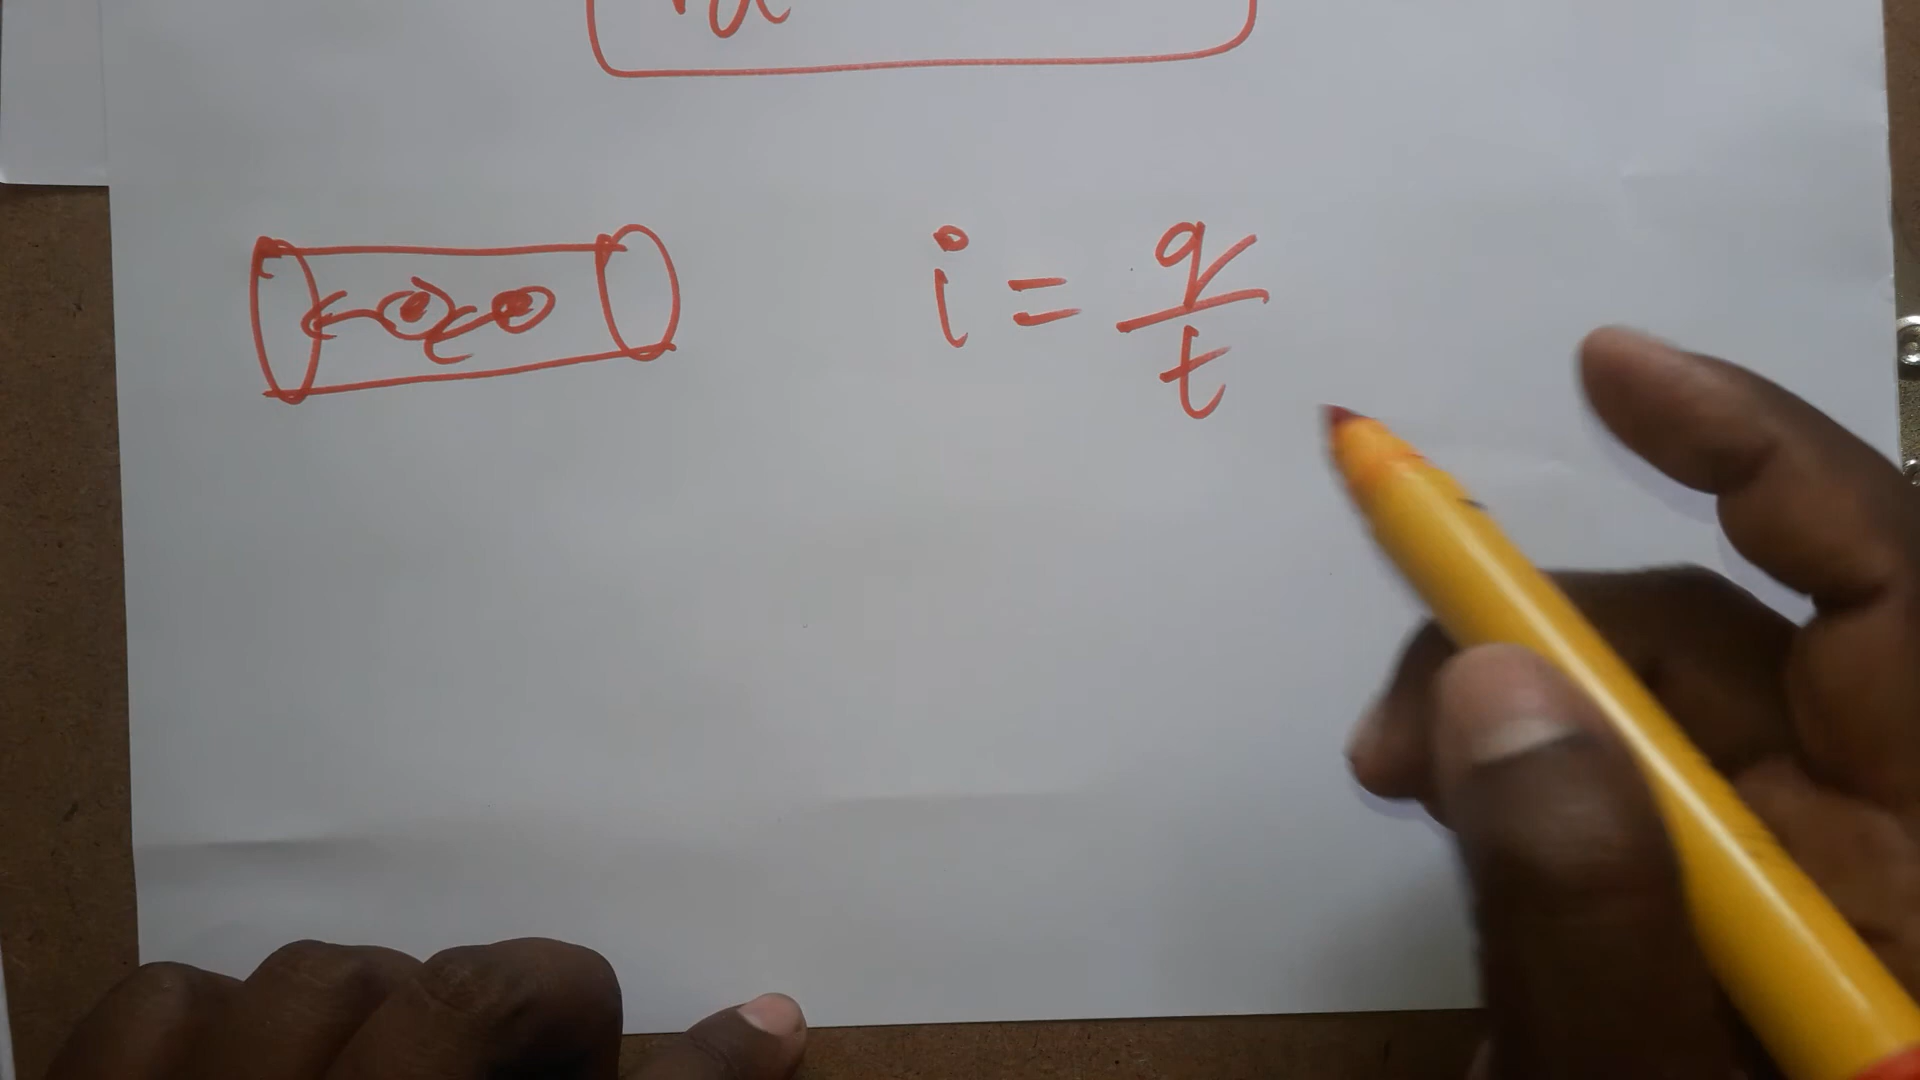 i = q/t